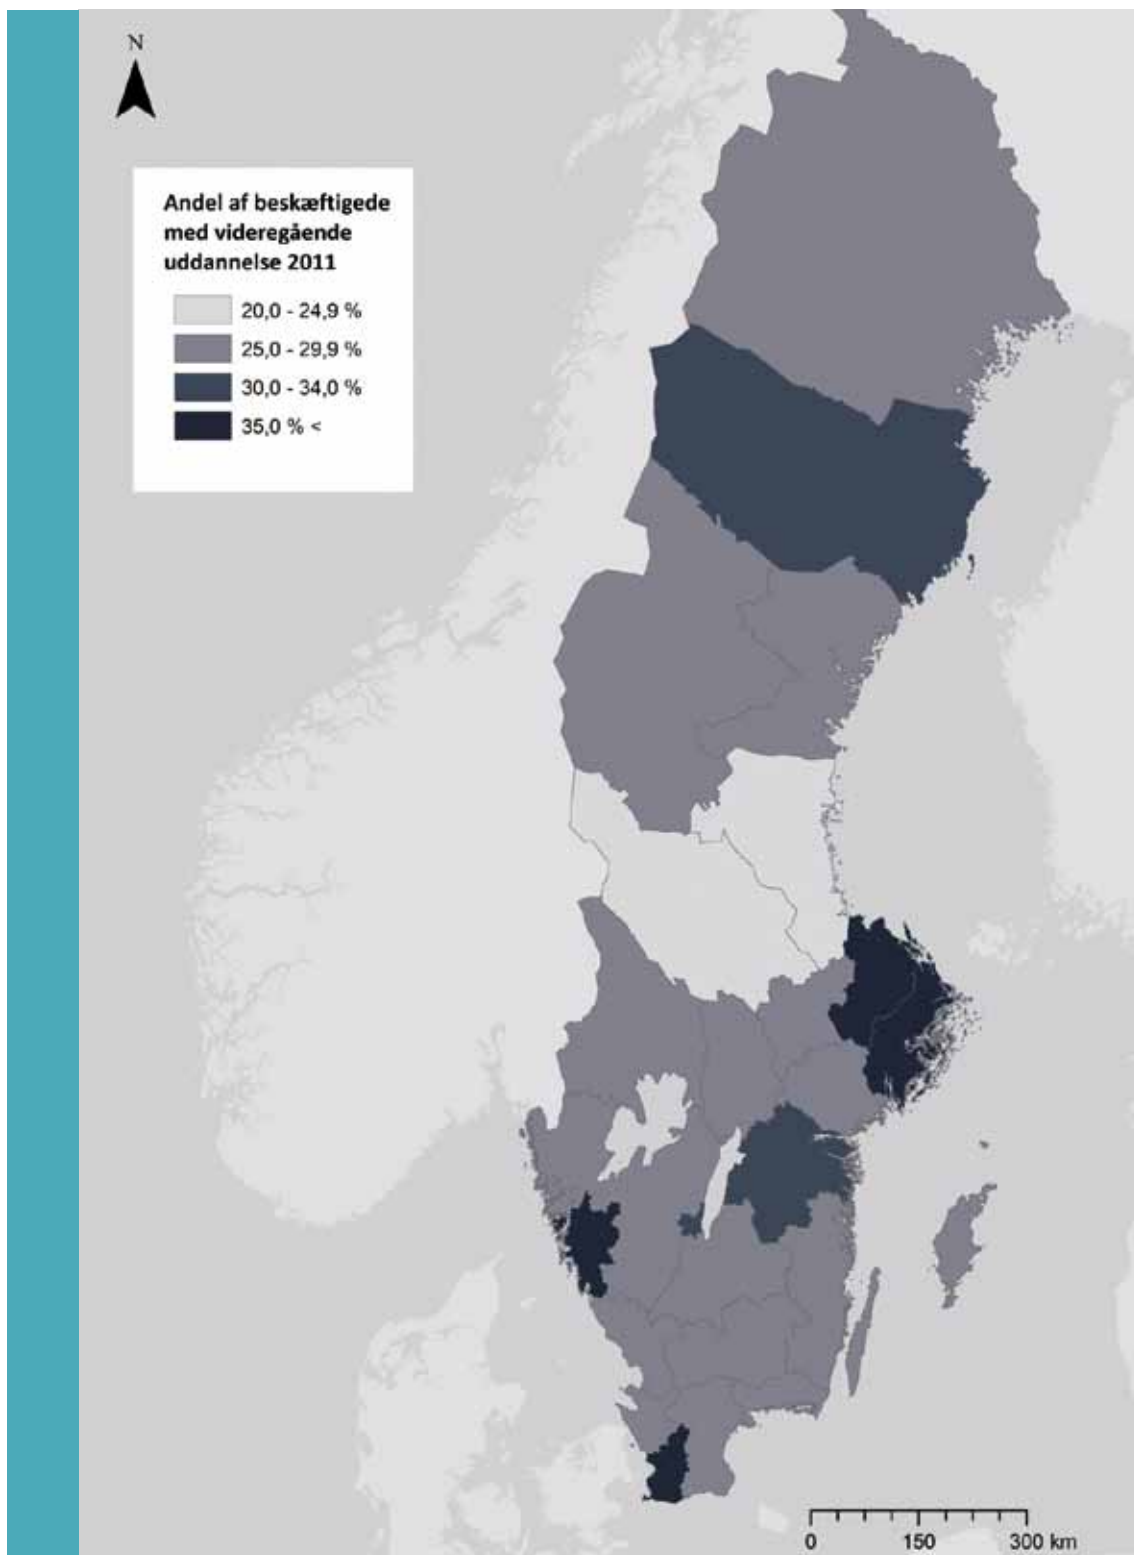 N
Andel af beskæftigede
med videregående
uddannelse 2011
20,0 - 24,9 %
25,0 - 29,9 %
30,0 - 34,0 %
35,0 % <
0 150 300 km